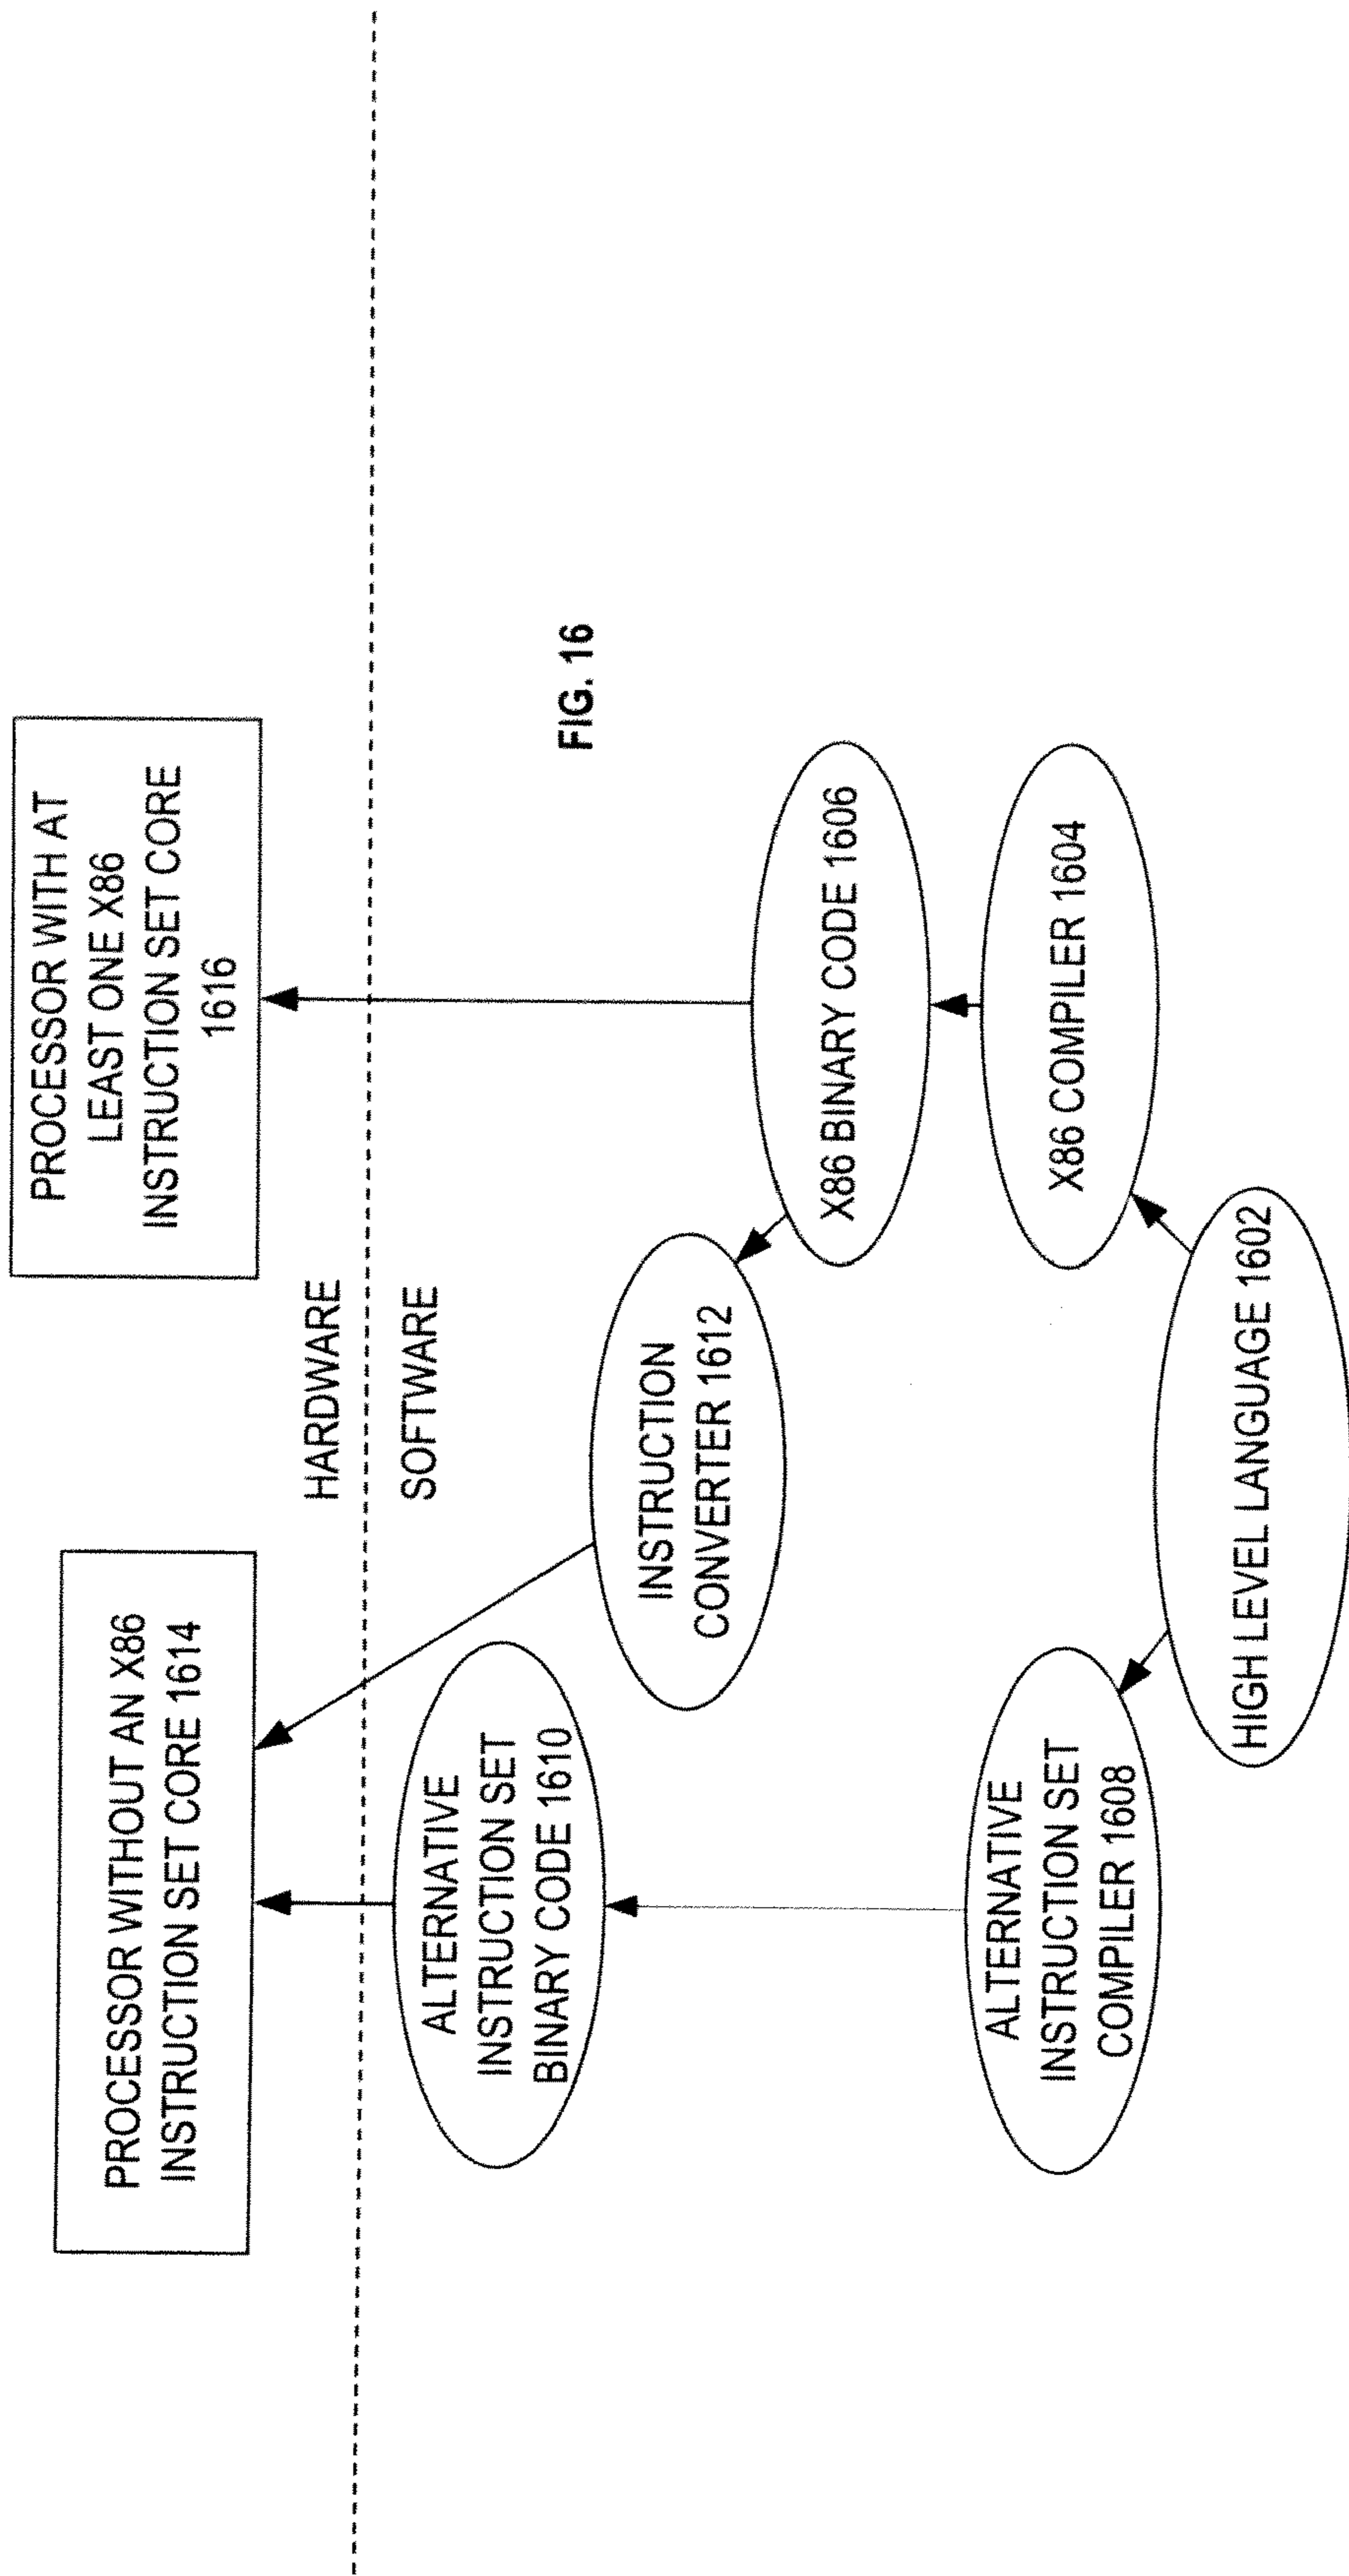 PROCESSOR WITHOUT AN X86
INSTRUCTION SET CORE 1614
PROCESSOR WITH AT
LEAST ONE X86
INSTRUCTION SET CORE
1616
HARDWARE
SOFTWARE
ALTERNATIVE
INSTRUCTION SET
BINARY CODE 1610
INSTRUCTION
CONVERTER 1612
FIG. 16
X86 BINARY CODE 1606
ALTERNATIVE
INSTRUCTION SET
COMPILER 1608
X86 COMPILER 1604
HIGH LEVEL LANGUAGE 1602